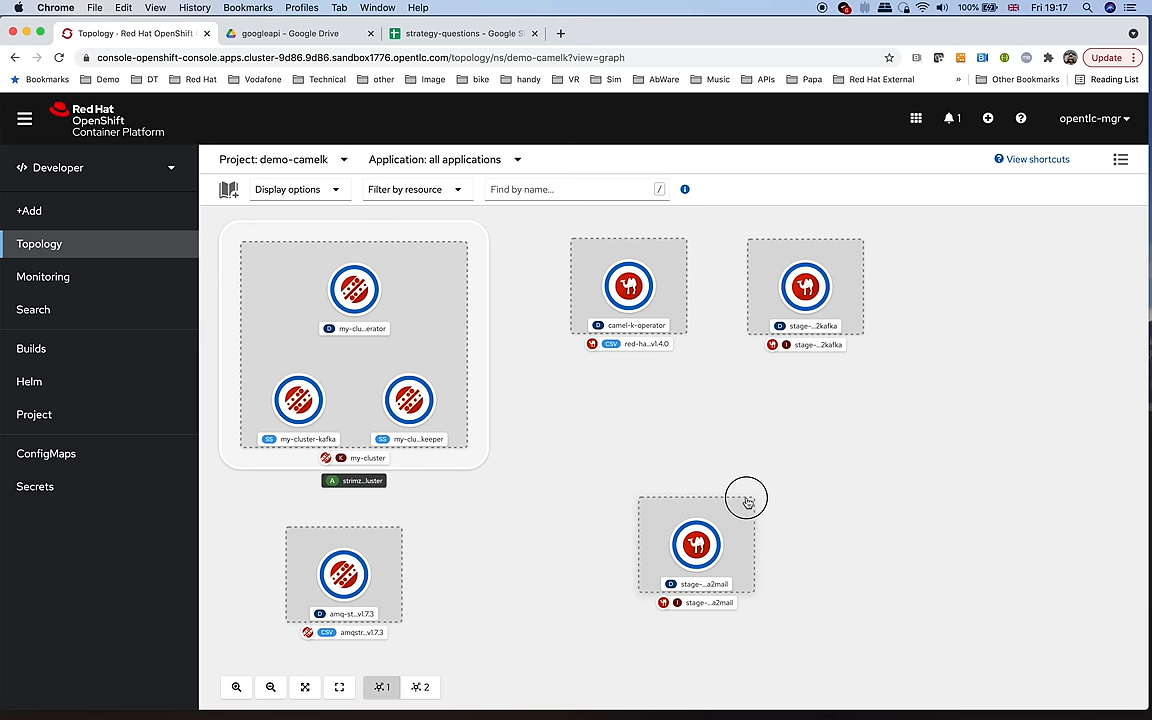 Chrome File Edit View History Bookmarks Profiles Tab Window Help 100% Fri 19:17
Topology · Red Hat OpenShift
googleapi – Google Drive
strategy-questions – Google S
console-openshift-console.apps.cluster-9d86.9d86.sandbox1776.opentlc.com/topology/ns/demo-camelk?view=graph
Update
Bookmarks Demo DT Red Hat Vodafone Technical other Image bike handy VR Sim AbWare Music APIs Papa Red Hat External » Other Bookmarks Reading List
Red Hat
OpenShift
Container Platform
1
opentlc-mgr
Developer
Project: demo-camelk
Application: all applications
View shortcuts
Display options
Filter by resource
Find by name...
/
+Add
Topology
Monitoring
Search
Builds
Helm
Project
ConfigMaps
Secrets
D my-clu...erator
SS my-cluster-kafka
SS my-clu...keeper
K my-cluster
A strimz...luster
D camel-k-operator
CSV red-ha...v1.4.0
D stage-...2kafka
I stage-...2kafka
D amq-st...v1.7.3
CSV amqstr...v1.7.3
D stage-...a2mail
I stage-...a2mail
1
2